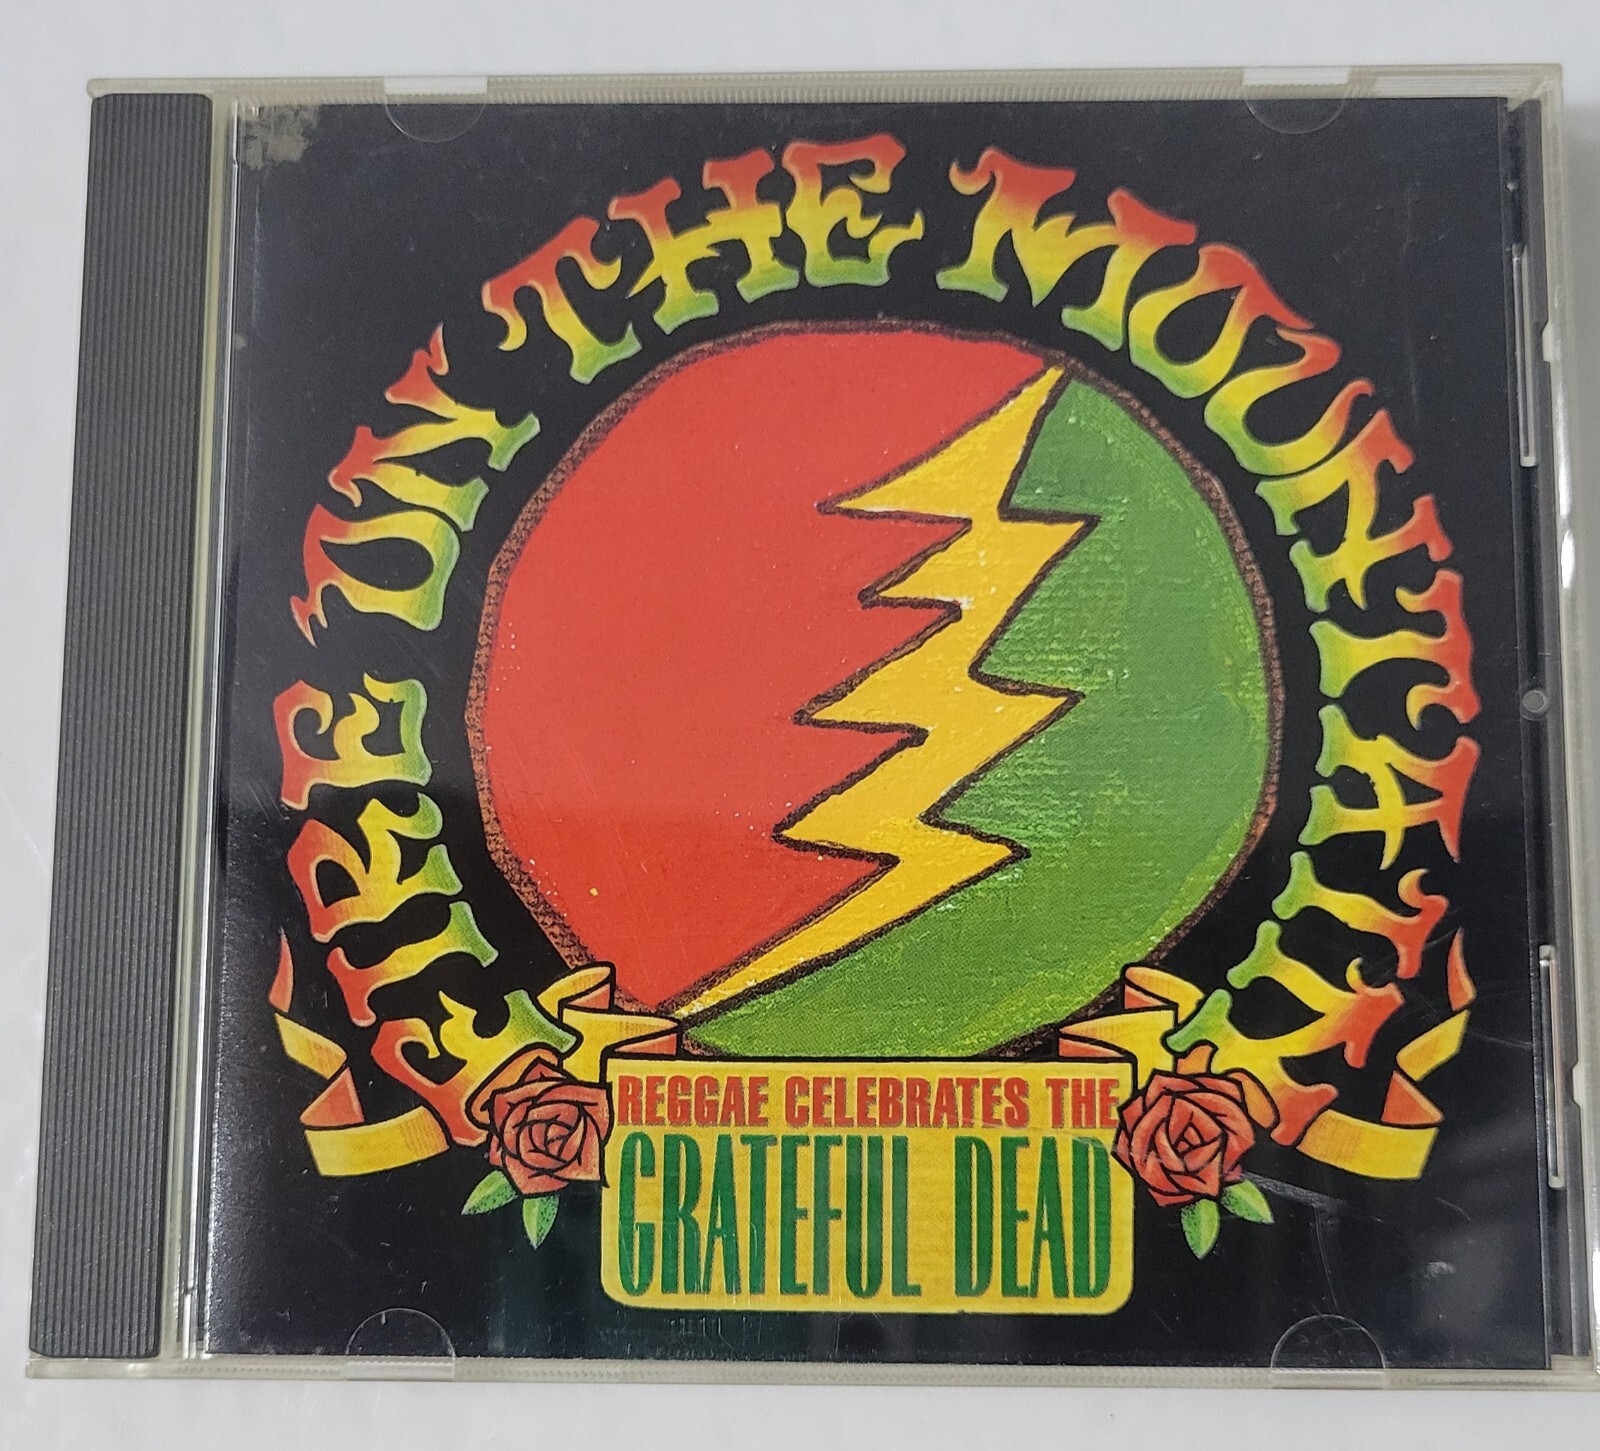 FIRE ON THE MOUNTAIN
REGGAE CELEBRATES THE
GRATEFUL DEAD